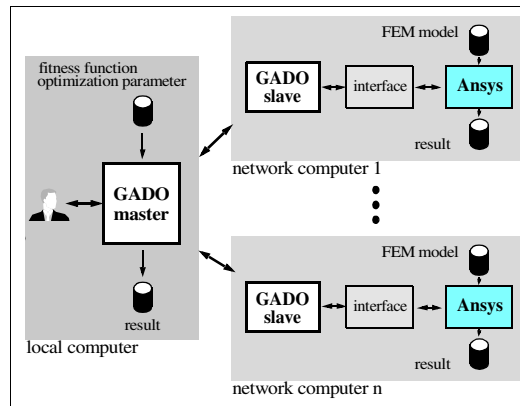 fitness function
optimization parameter
GADO
master
result
local computer
FEM model
GADO
slave
interface
Ansys
result
network computer 1
FEM model
GADO
slave
interface
Ansys
result
network computer n